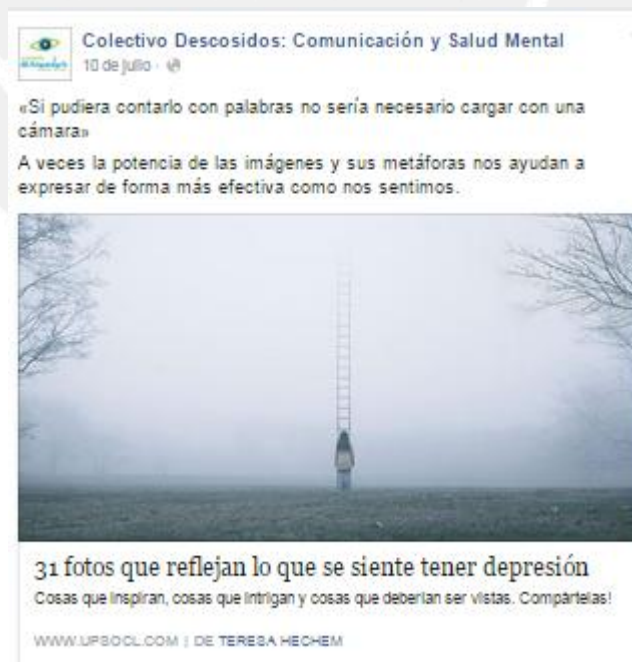 Colectivo Descosidos: Comunicación y Salud Mental
10 de julio ·
«Si pudiera contarlo con palabras no sería necesario cargar con una
cámara»
A veces la potencia de las imágenes y sus metáforas nos ayudan a
expresar de forma más efectiva como nos sentimos.
31 fotos que reflejan lo que se siente tener depresión
Cosas que inspiran, cosas que intrigan y cosas que deberían ser vistas. Compártelas!
WWW.UPSOCL.COM | DE TERESA HECHEM